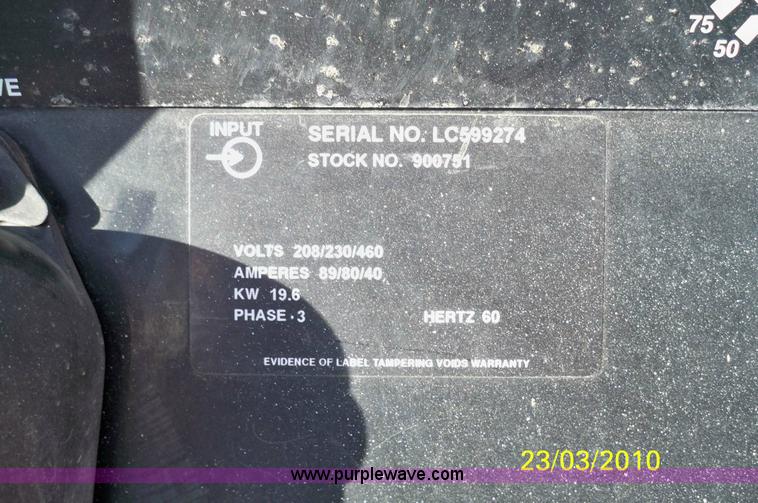 75
50
VE
INPUT
SERIAL NO. LC599274
STOCK NO. 900751
VOLTS 208/230/460
AMPERES 89/80/40
KW 19.6
PHASE 3
HERTZ 60
EVIDENCE OF LABEL TAMPERING VOIDS WARRANTY
23/03/2010
www.purplewave.com